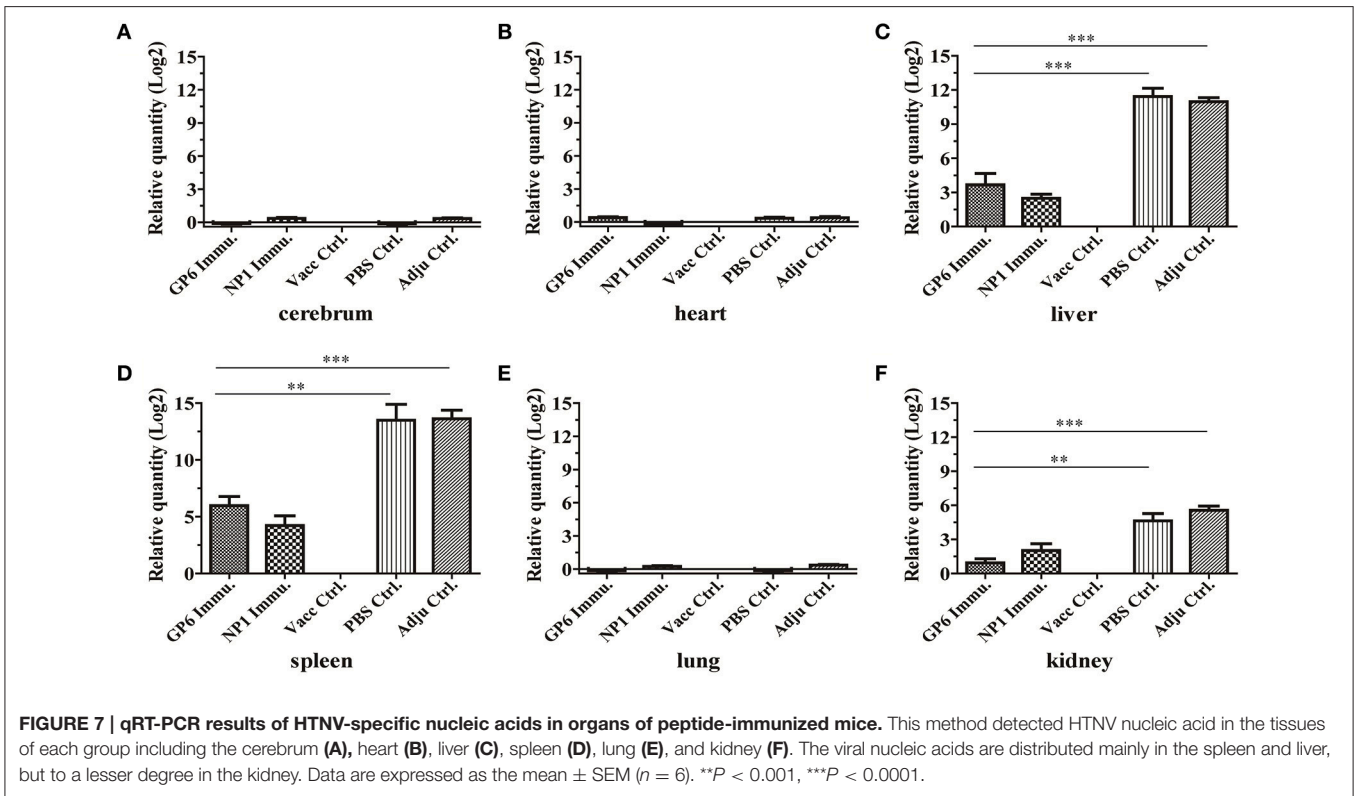 A
Relative quantity (Log2)
15
12
9
6
3
0
GP6 Immu.
NP1 Immu.
Vacc Ctrl.
PBS Ctrl.
Adju Ctrl.
cerebrum
B
Relative quantity (Log2)
15
12
9
6
3
0
GP6 Immu.
NP1 Immu.
Vacc Ctrl.
PBS Ctrl.
Adju Ctrl.
heart
C
Relative quantity (Log2)
15
12
9
6
3
0
***
***
GP6 Immu.
NP1 Immu.
Vacc Ctrl.
PBS Ctrl.
Adju Ctrl.
liver
D
Relative quantity (Log2)
15
10
5
0
***
**
GP6 Immu.
NP1 Immu.
Vacc Ctrl.
PBS Ctrl.
Adju Ctrl.
spleen
E
Relative quantity (Log2)
15
12
9
6
3
0
GP6 Immu.
NP1 Immu.
Vacc Ctrl.
PBS Ctrl.
Adju Ctrl.
lung
F
Relative quantity (Log2)
15
12
9
6
3
0
***
**
GP6 Immu.
NP1 Immu.
Vacc Ctrl.
PBS Ctrl.
Adju Ctrl.
kidney
FIGURE 7 | qRT-PCR results of HTNV-specific nucleic acids in organs of peptide-immunized mice. This method detected HTNV nucleic acid in the tissues
of each group including the cerebrum (A), heart (B), liver (C), spleen (D), lung (E), and kidney (F). The viral nucleic acids are distributed mainly in the spleen and liver,
but to a lesser degree in the kidney. Data are expressed as the mean ± SEM (n = 6). **P < 0.001, ***P < 0.0001.